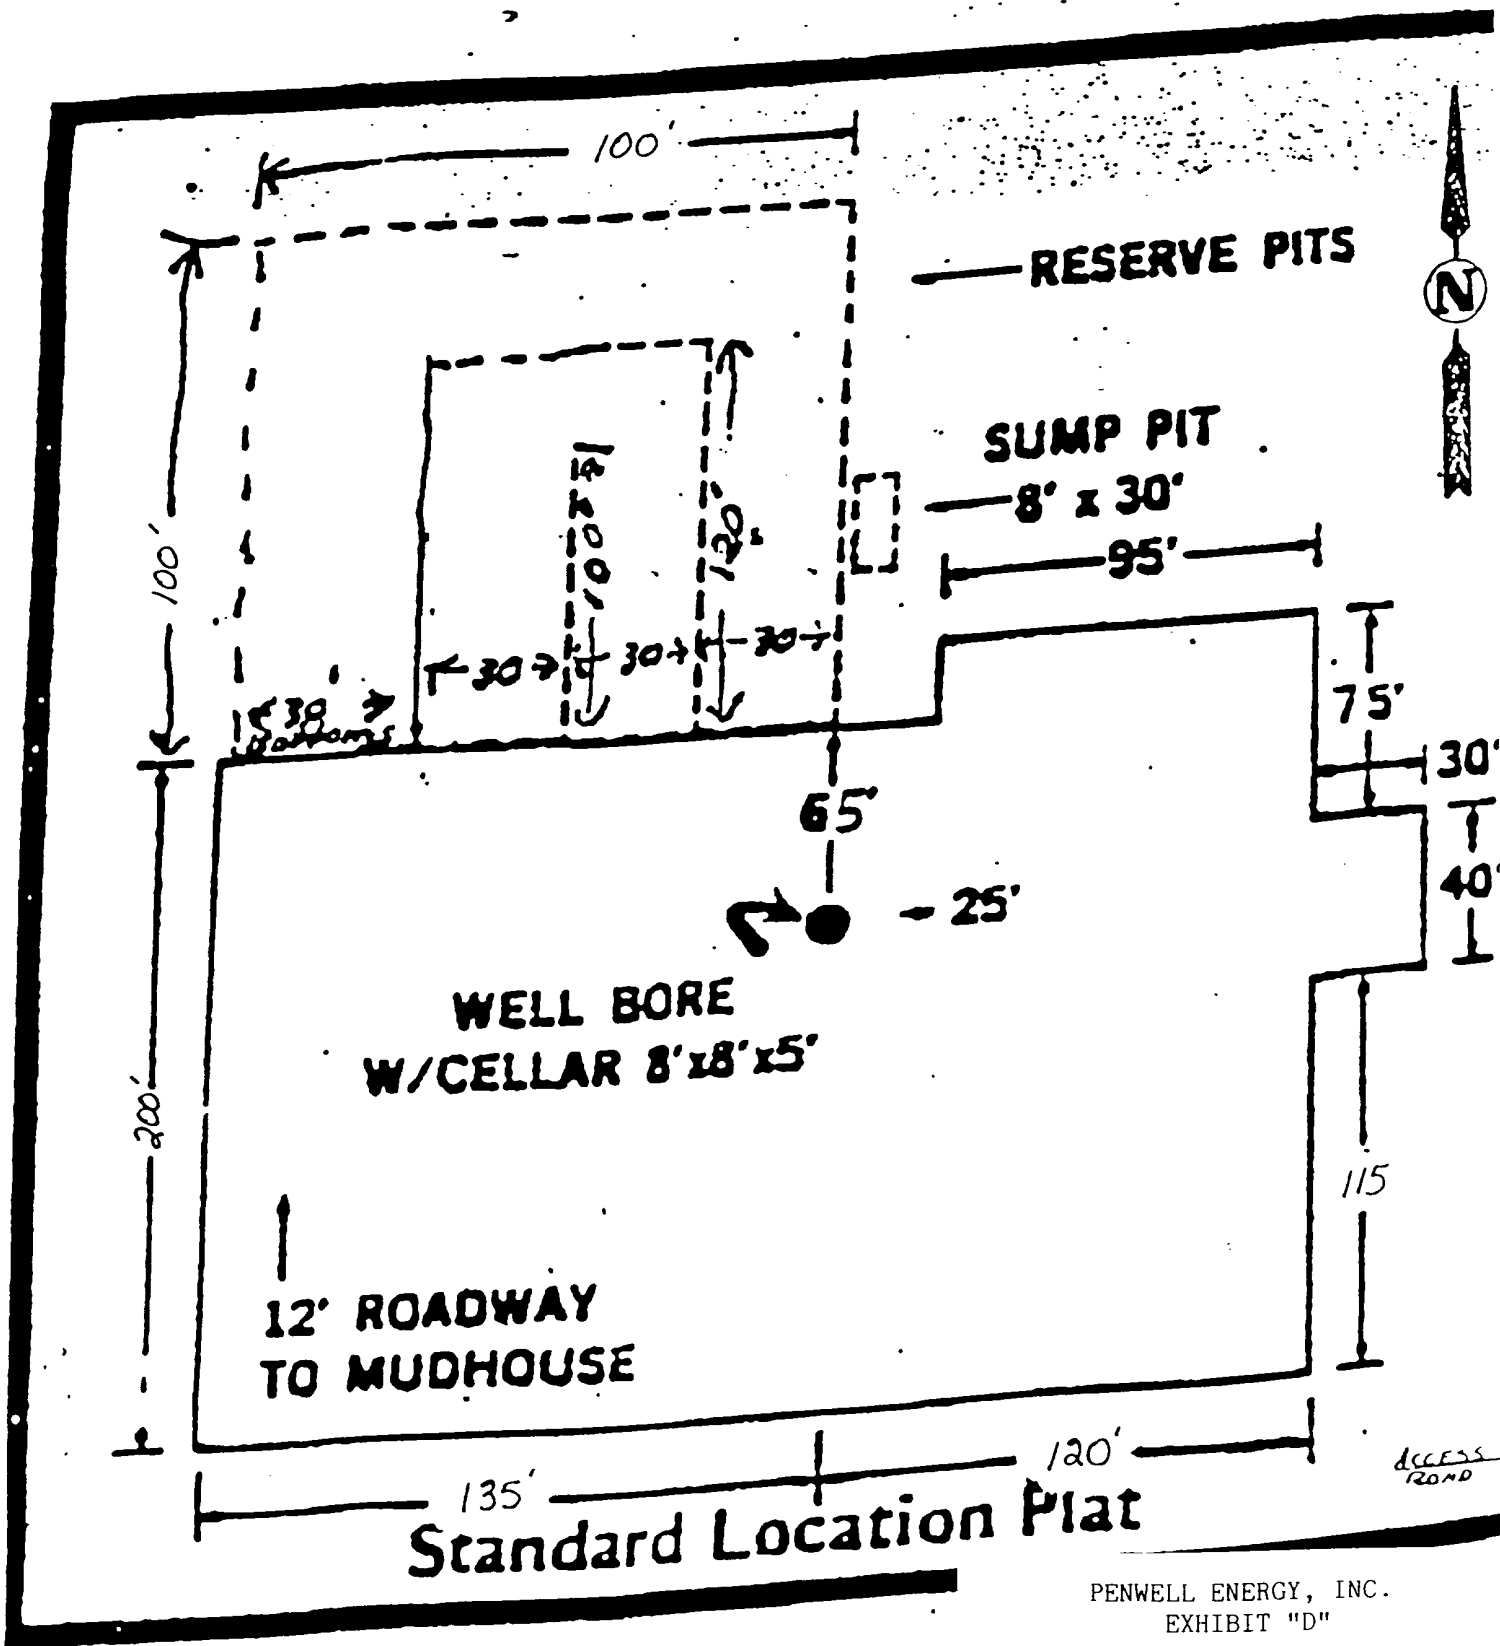 100'
RESERVE PITS
N
SUMP PIT
8' x 30'
95'
100'
100'
120'
30
30
30
30'
Bottoms
75'
30'
65'
40'
25'
WELL BORE
W/CELLAR 8'x8'x5'
200'
115
12' ROADWAY
TO MUDHOUSE
135'
120'
ACCESS
ROAD
Standard Location Plat
PENWELL ENERGY, INC.
EXHIBIT "D"